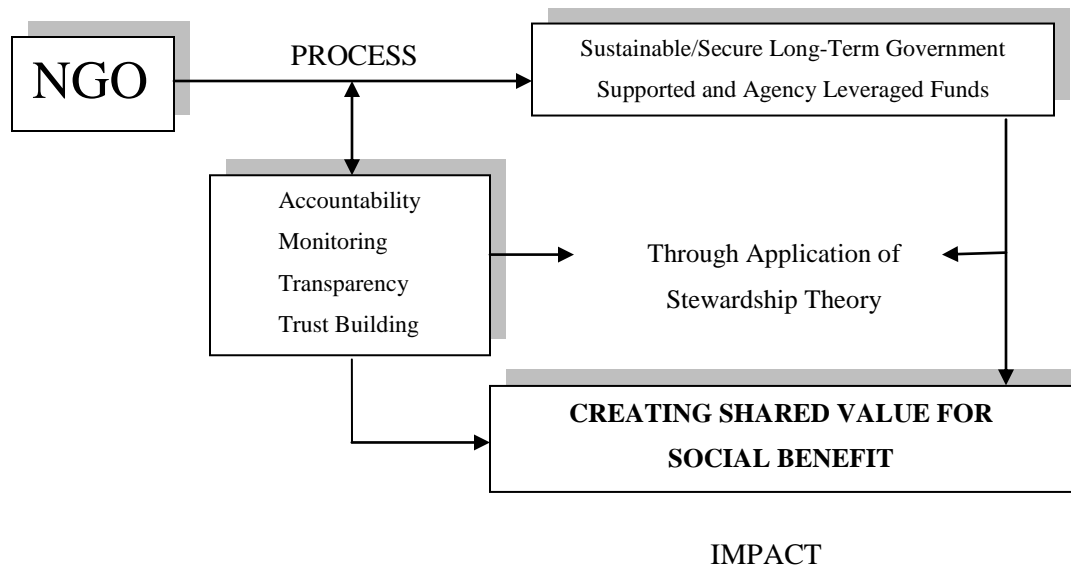 NGO
PROCESS
Sustainable/Secure Long-Term Government
Supported and Agency Leveraged Funds
Accountability
Monitoring
Transparency
Trust Building
Through Application of
Stewardship Theory
CREATING SHARED VALUE FOR
SOCIAL BENEFIT
IMPACT